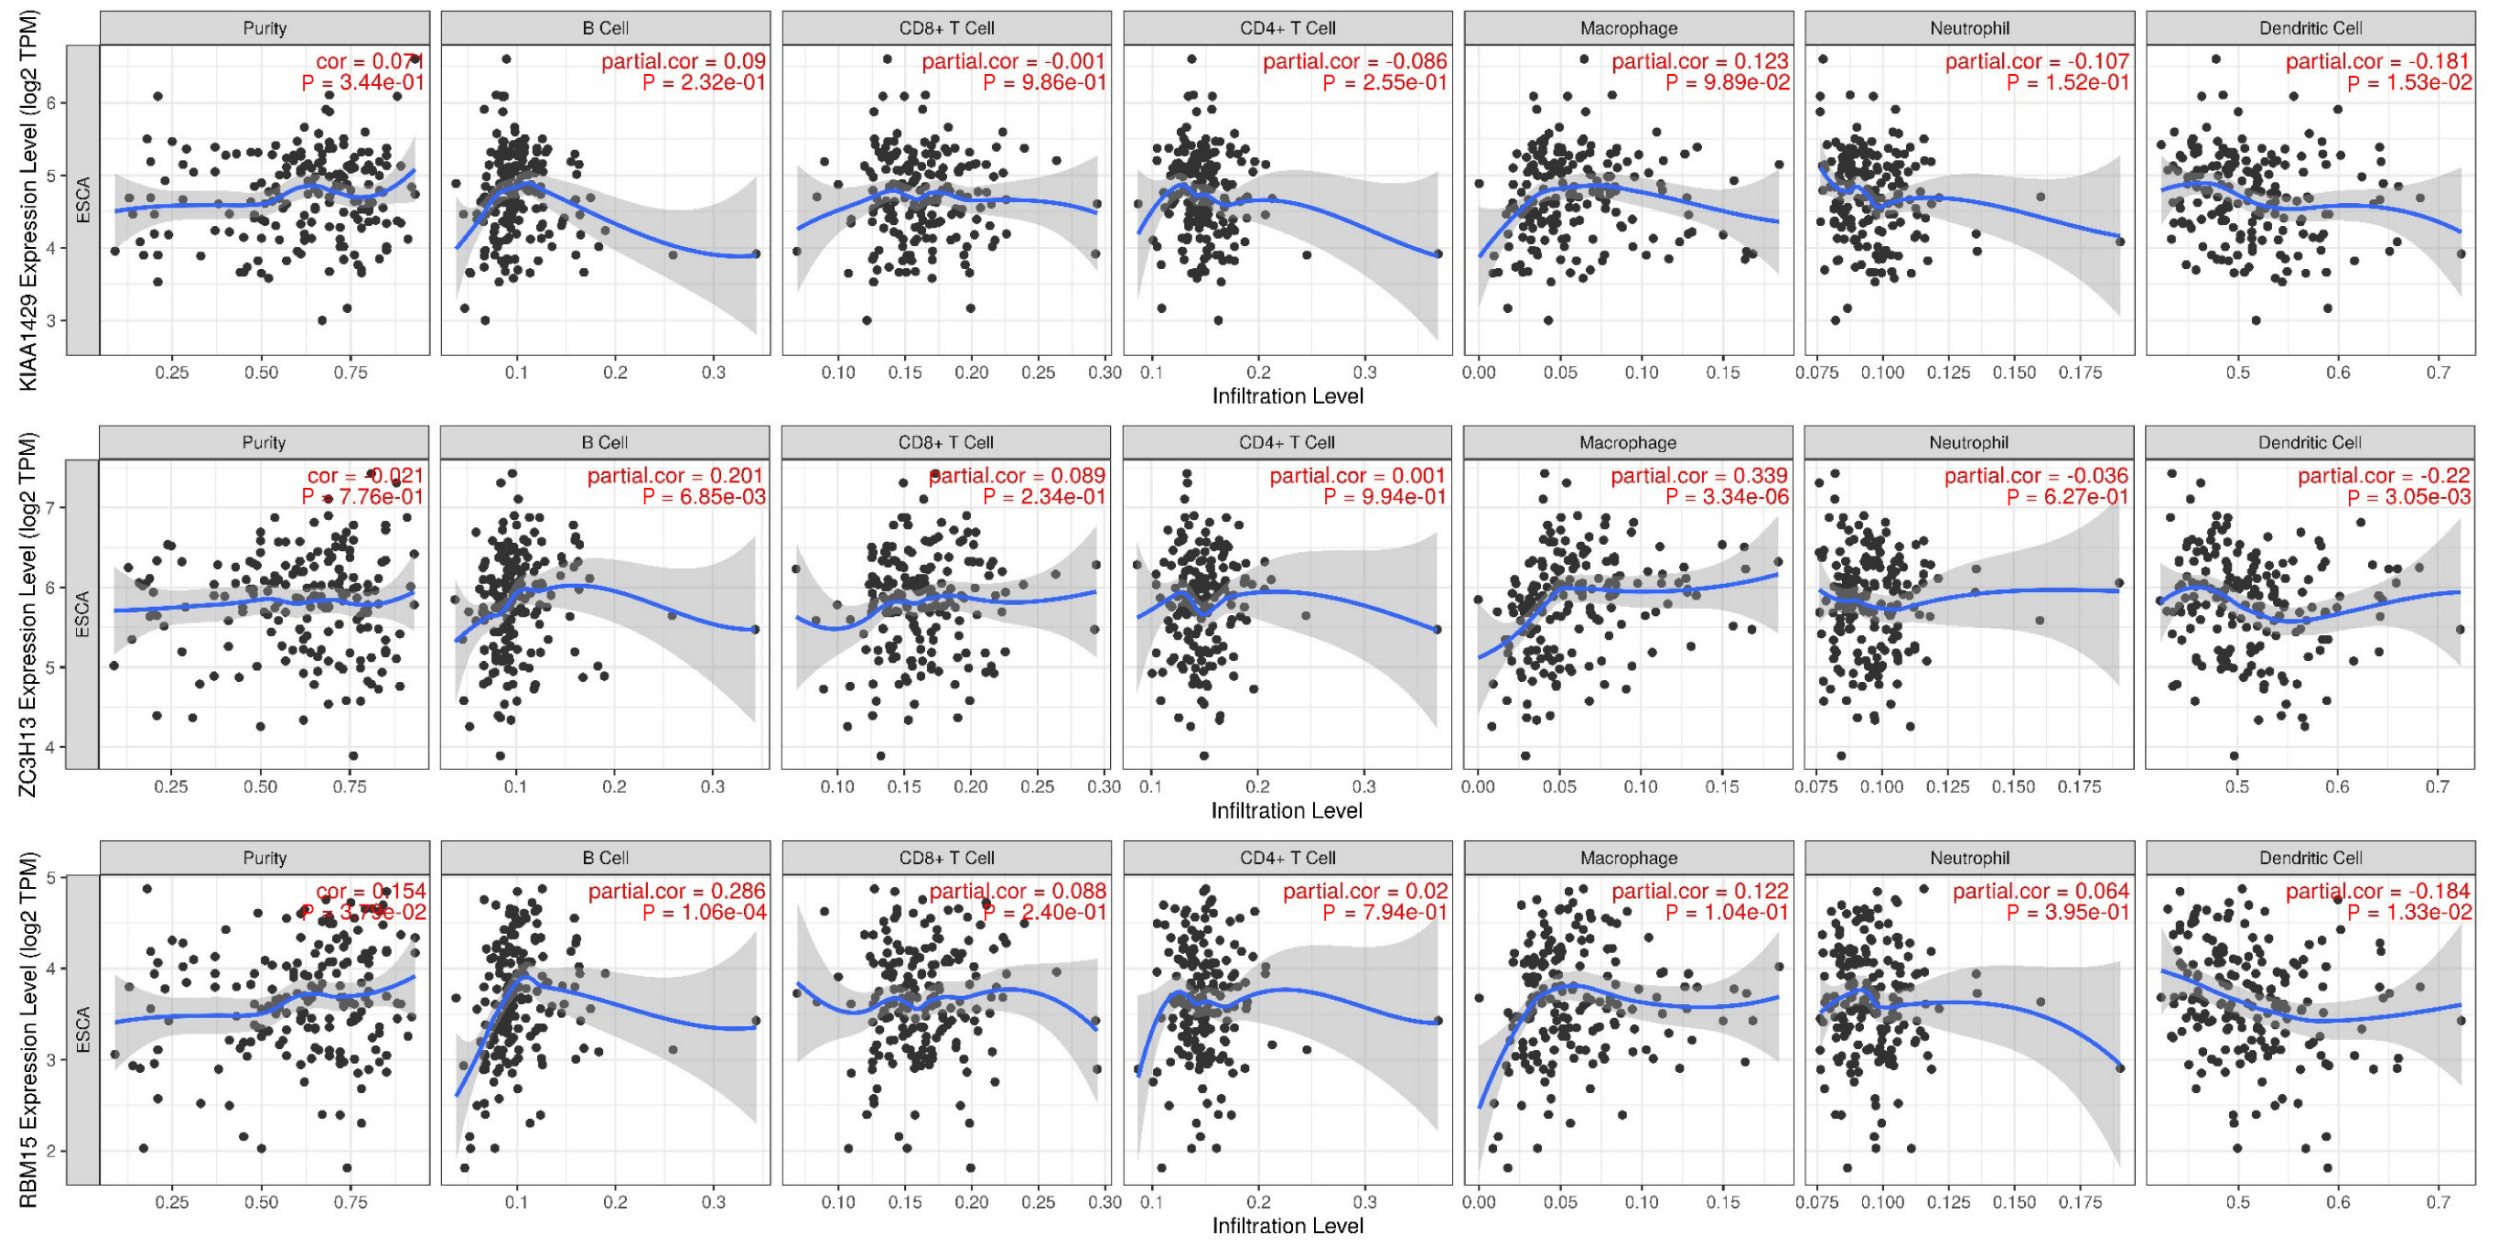 Purity B Cell CD8+ T Cell CD4+ T Cell Macrophage Neutrophil Dendritic Cell
KIAA1429 Expression Level (log2 TPM)
ESCA
cor = 0.071 partial.cor = 0.09 partial.cor = -0.001 partial.cor = -0.086 partial.cor = 0.123 partial.cor = -0.107 partial.cor = -0.181
P = 3.44e-01 P = 2.32e-01 P = 9.86e-01 P = 2.55e-01 P = 9.89e-02 P = 1.52e-01 P = 1.53e-02
6
5
4
3
0.25 0.50 0.75 0.1 0.2 0.3 0.10 0.15 0.20 0.25 0.30 0.1 0.2 0.3 0.00 0.05 0.10 0.15 0.075 0.100 0.125 0.150 0.175 0.5 0.6 0.7
Infiltration Level
Purity B Cell CD8+ T Cell CD4+ T Cell Macrophage Neutrophil Dendritic Cell
ZC3H13 Expression Level (log2 TPM)
ESCA
cor = -0.021 partial.cor = 0.201 partial.cor = 0.089 partial.cor = 0.001 partial.cor = 0.339 partial.cor = -0.036 partial.cor = -0.22
P = 7.76e-01 P = 6.85e-03 P = 2.34e-01 P = 9.94e-01 P = 3.34e-06 P = 6.27e-01 P = 3.05e-03
7
6
5
4
0.25 0.50 0.75 0.1 0.2 0.3 0.10 0.15 0.20 0.25 0.30 0.1 0.2 0.3 0.00 0.05 0.10 0.15 0.075 0.100 0.125 0.150 0.175 0.5 0.6 0.7
Infiltration Level
Purity B Cell CD8+ T Cell CD4+ T Cell Macrophage Neutrophil Dendritic Cell
RBM15 Expression Level (log2 TPM)
ESCA
cor = 0.154 partial.cor = 0.286 partial.cor = 0.088 partial.cor = 0.02 partial.cor = 0.122 partial.cor = 0.064 partial.cor = -0.184
P = 3.79e-02 P = 1.06e-04 P = 2.40e-01 P = 7.94e-01 P = 1.04e-01 P = 3.95e-01 P = 1.33e-02
5
4
3
2
0.25 0.50 0.75 0.1 0.2 0.3 0.10 0.15 0.20 0.25 0.30 0.1 0.2 0.3 0.00 0.05 0.10 0.15 0.075 0.100 0.125 0.150 0.175 0.5 0.6 0.7
Infiltration Level